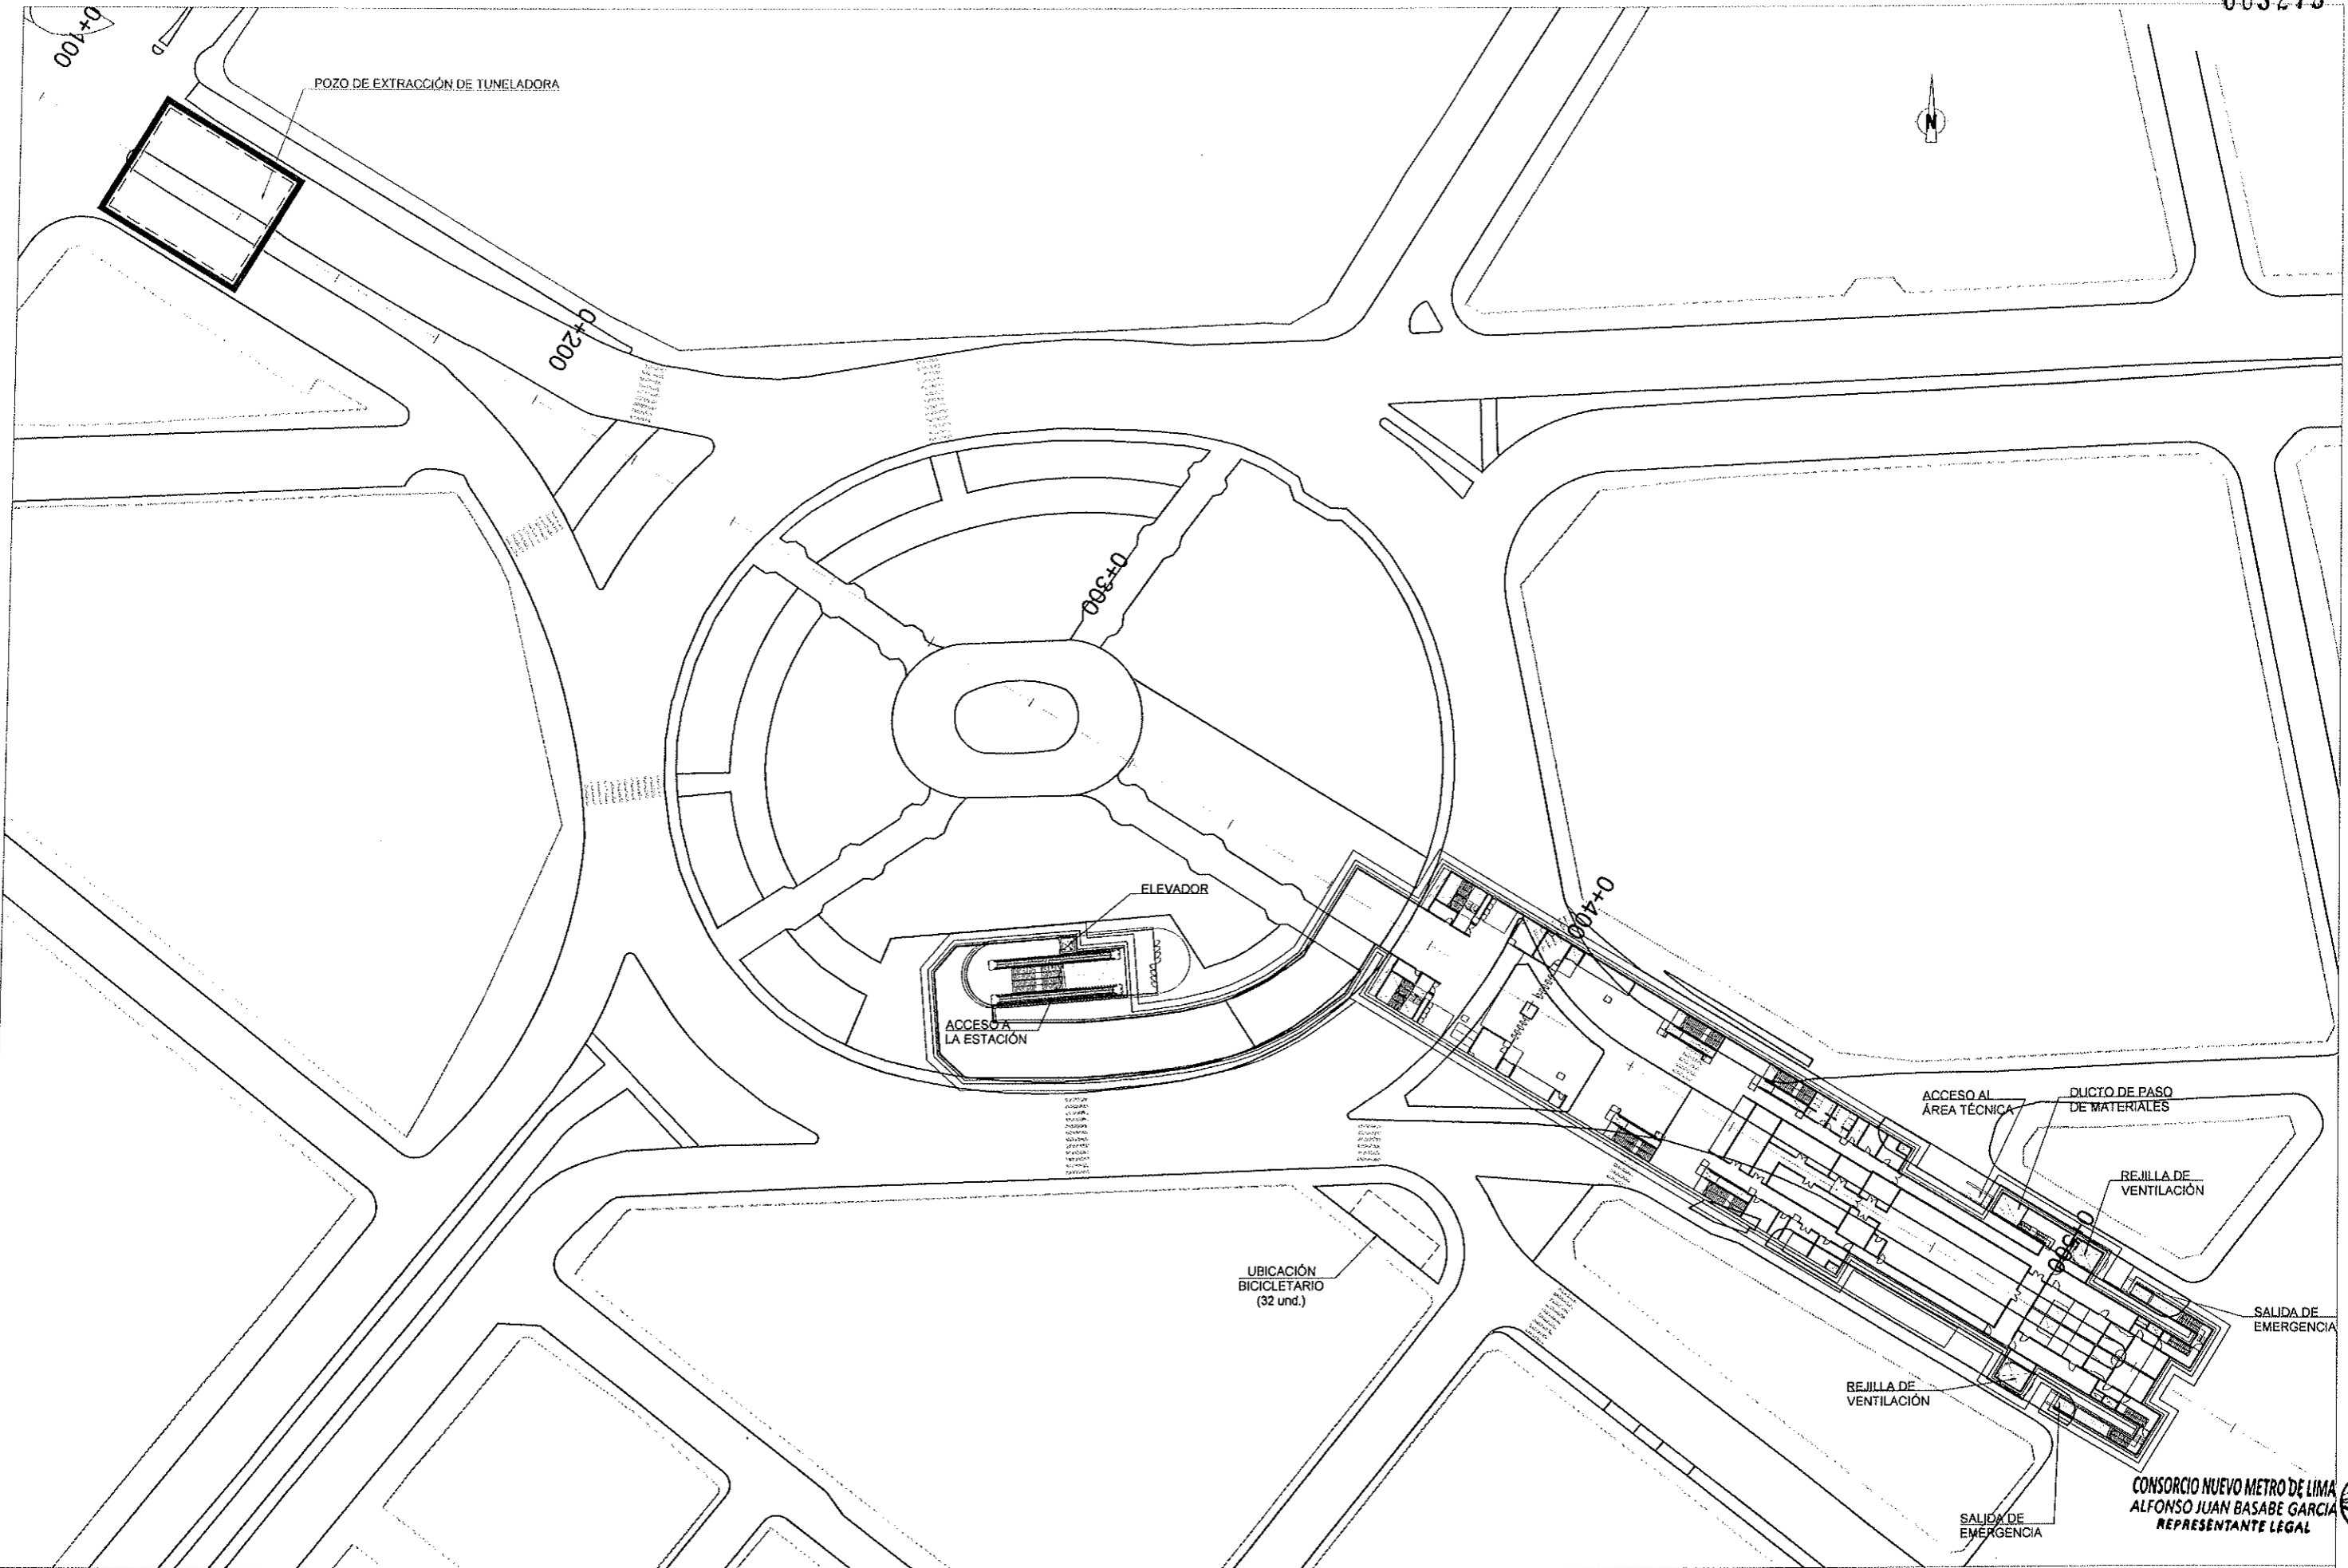 0+100
POZO DE EXTRACCIÓN DE TUNELADORA
N
0+200
0+300
ELEVADOR
0+400
ACCESO A
LA ESTACIÓN
ACCESO AL
ÁREA TÉCNICA
DUCTO DE PASO
DE MATERIALES
REJILLA DE
VENTILACIÓN
0+500
UBICACIÓN
BICICLETARIO
(32 und.)
SALIDA DE
EMERGENCIA
REJILLA DE
VENTILACIÓN
SALIDA DE
EMERGENCIA
CONSORCIO NUEVO METRO DE LIMA
ALFONSO JUAN BASABE GARCIA
REPRESENTANTE LEGAL